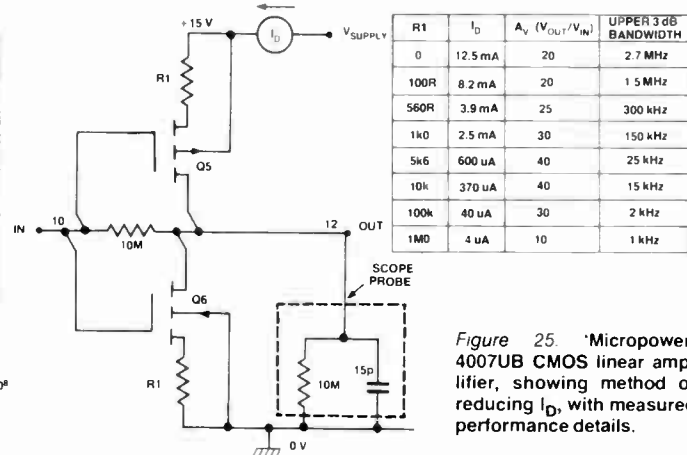 +15 V
I_D
V_SUPPLY
R1
Q5
IN
10
10M
12
OUT
SCOPE
PROBE
Q6
R1
10M
15p
0 V
R1 I_D A_V (V_OUT/V_IN) UPPER 3 dB BANDWIDTH
0 12.5 mA 20 2.7 MHz
100R 8.2 mA 20 1 5 MHz
560R 3.9 mA 25 300 kHz
1k0 2.5 mA 30 150 kHz
5k6 600 uA 40 25 kHz
10k 370 uA 40 15 kHz
100k 40 uA 30 2 kHz
1M0 4 uA 10 1 kHz
Figure 25. 'Micropower
4007UB CMOS linear amp-
lifier, showing method of
reducing I_D, with measured
performance details.